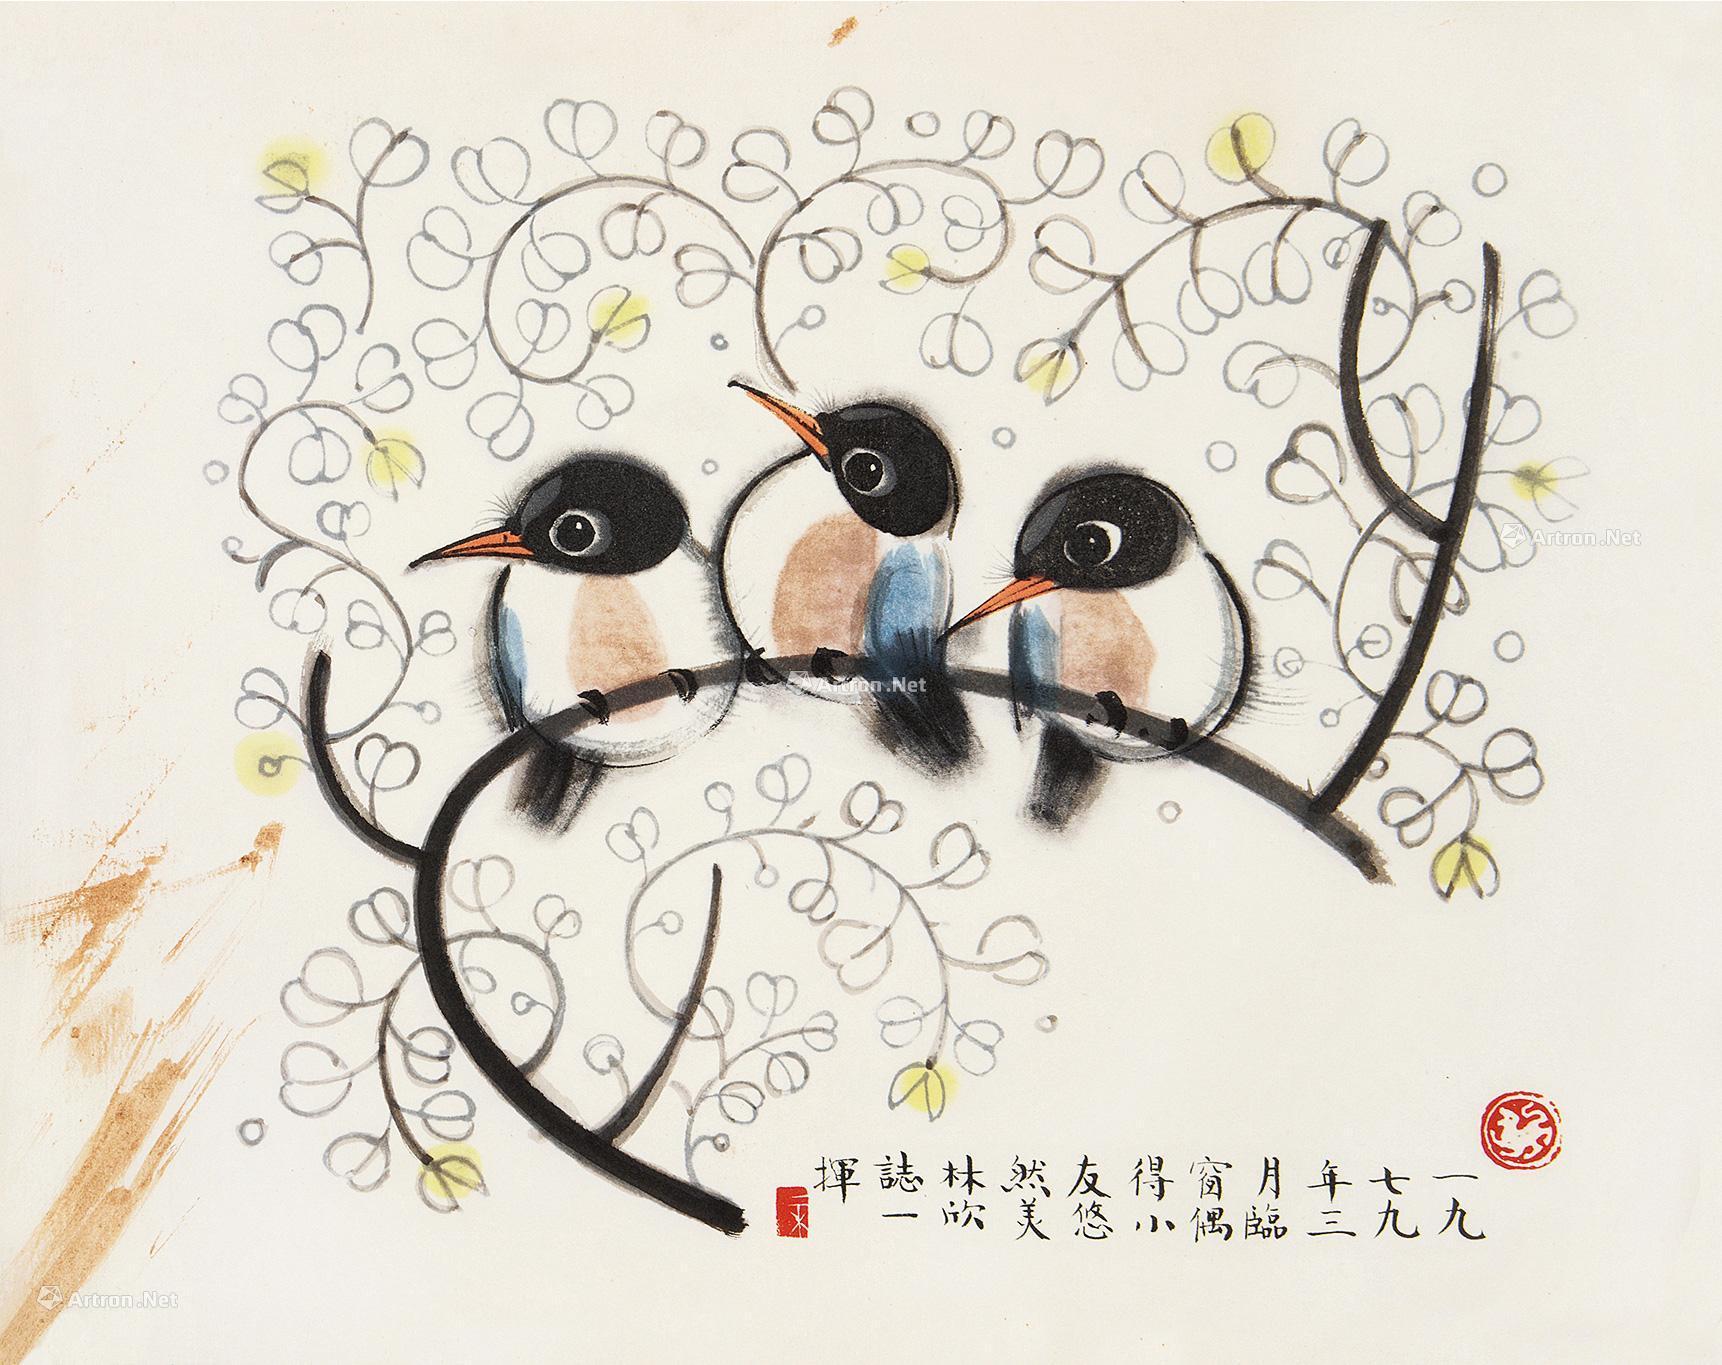 一九
七九
年三
月臨
窗偶
得小
友悠
然美
林欣
誌一
揮
Artron.Net
Artron.Net
Artron.Net